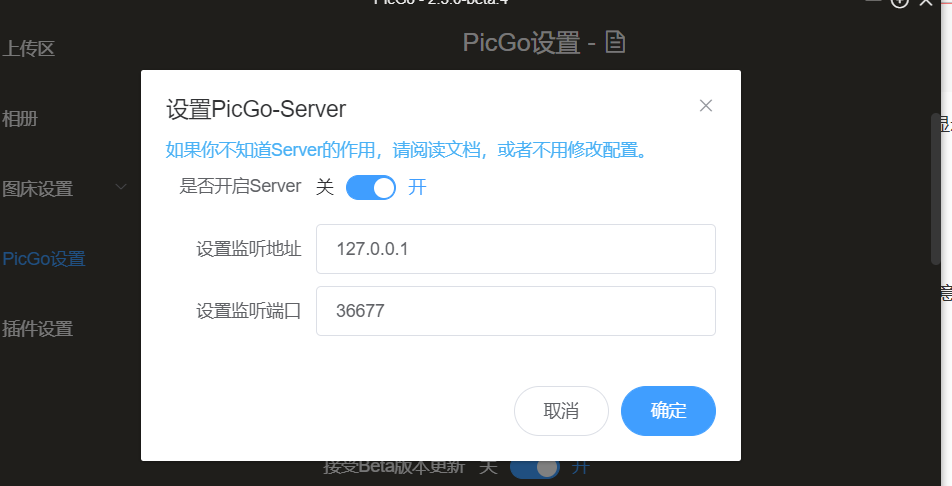 PicGo - 2.3.0-beta.4
上传区
PicGo设置 -
相册
图床设置
PicGo设置
插件设置
设置PicGo-Server
如果你不知道Server的作用，请阅读文档，或者不用修改配置。
是否开启Server 关 开
设置监听地址 127.0.0.1
设置监听端口 36677
取消 确定
接受Beta版本更新 关 开